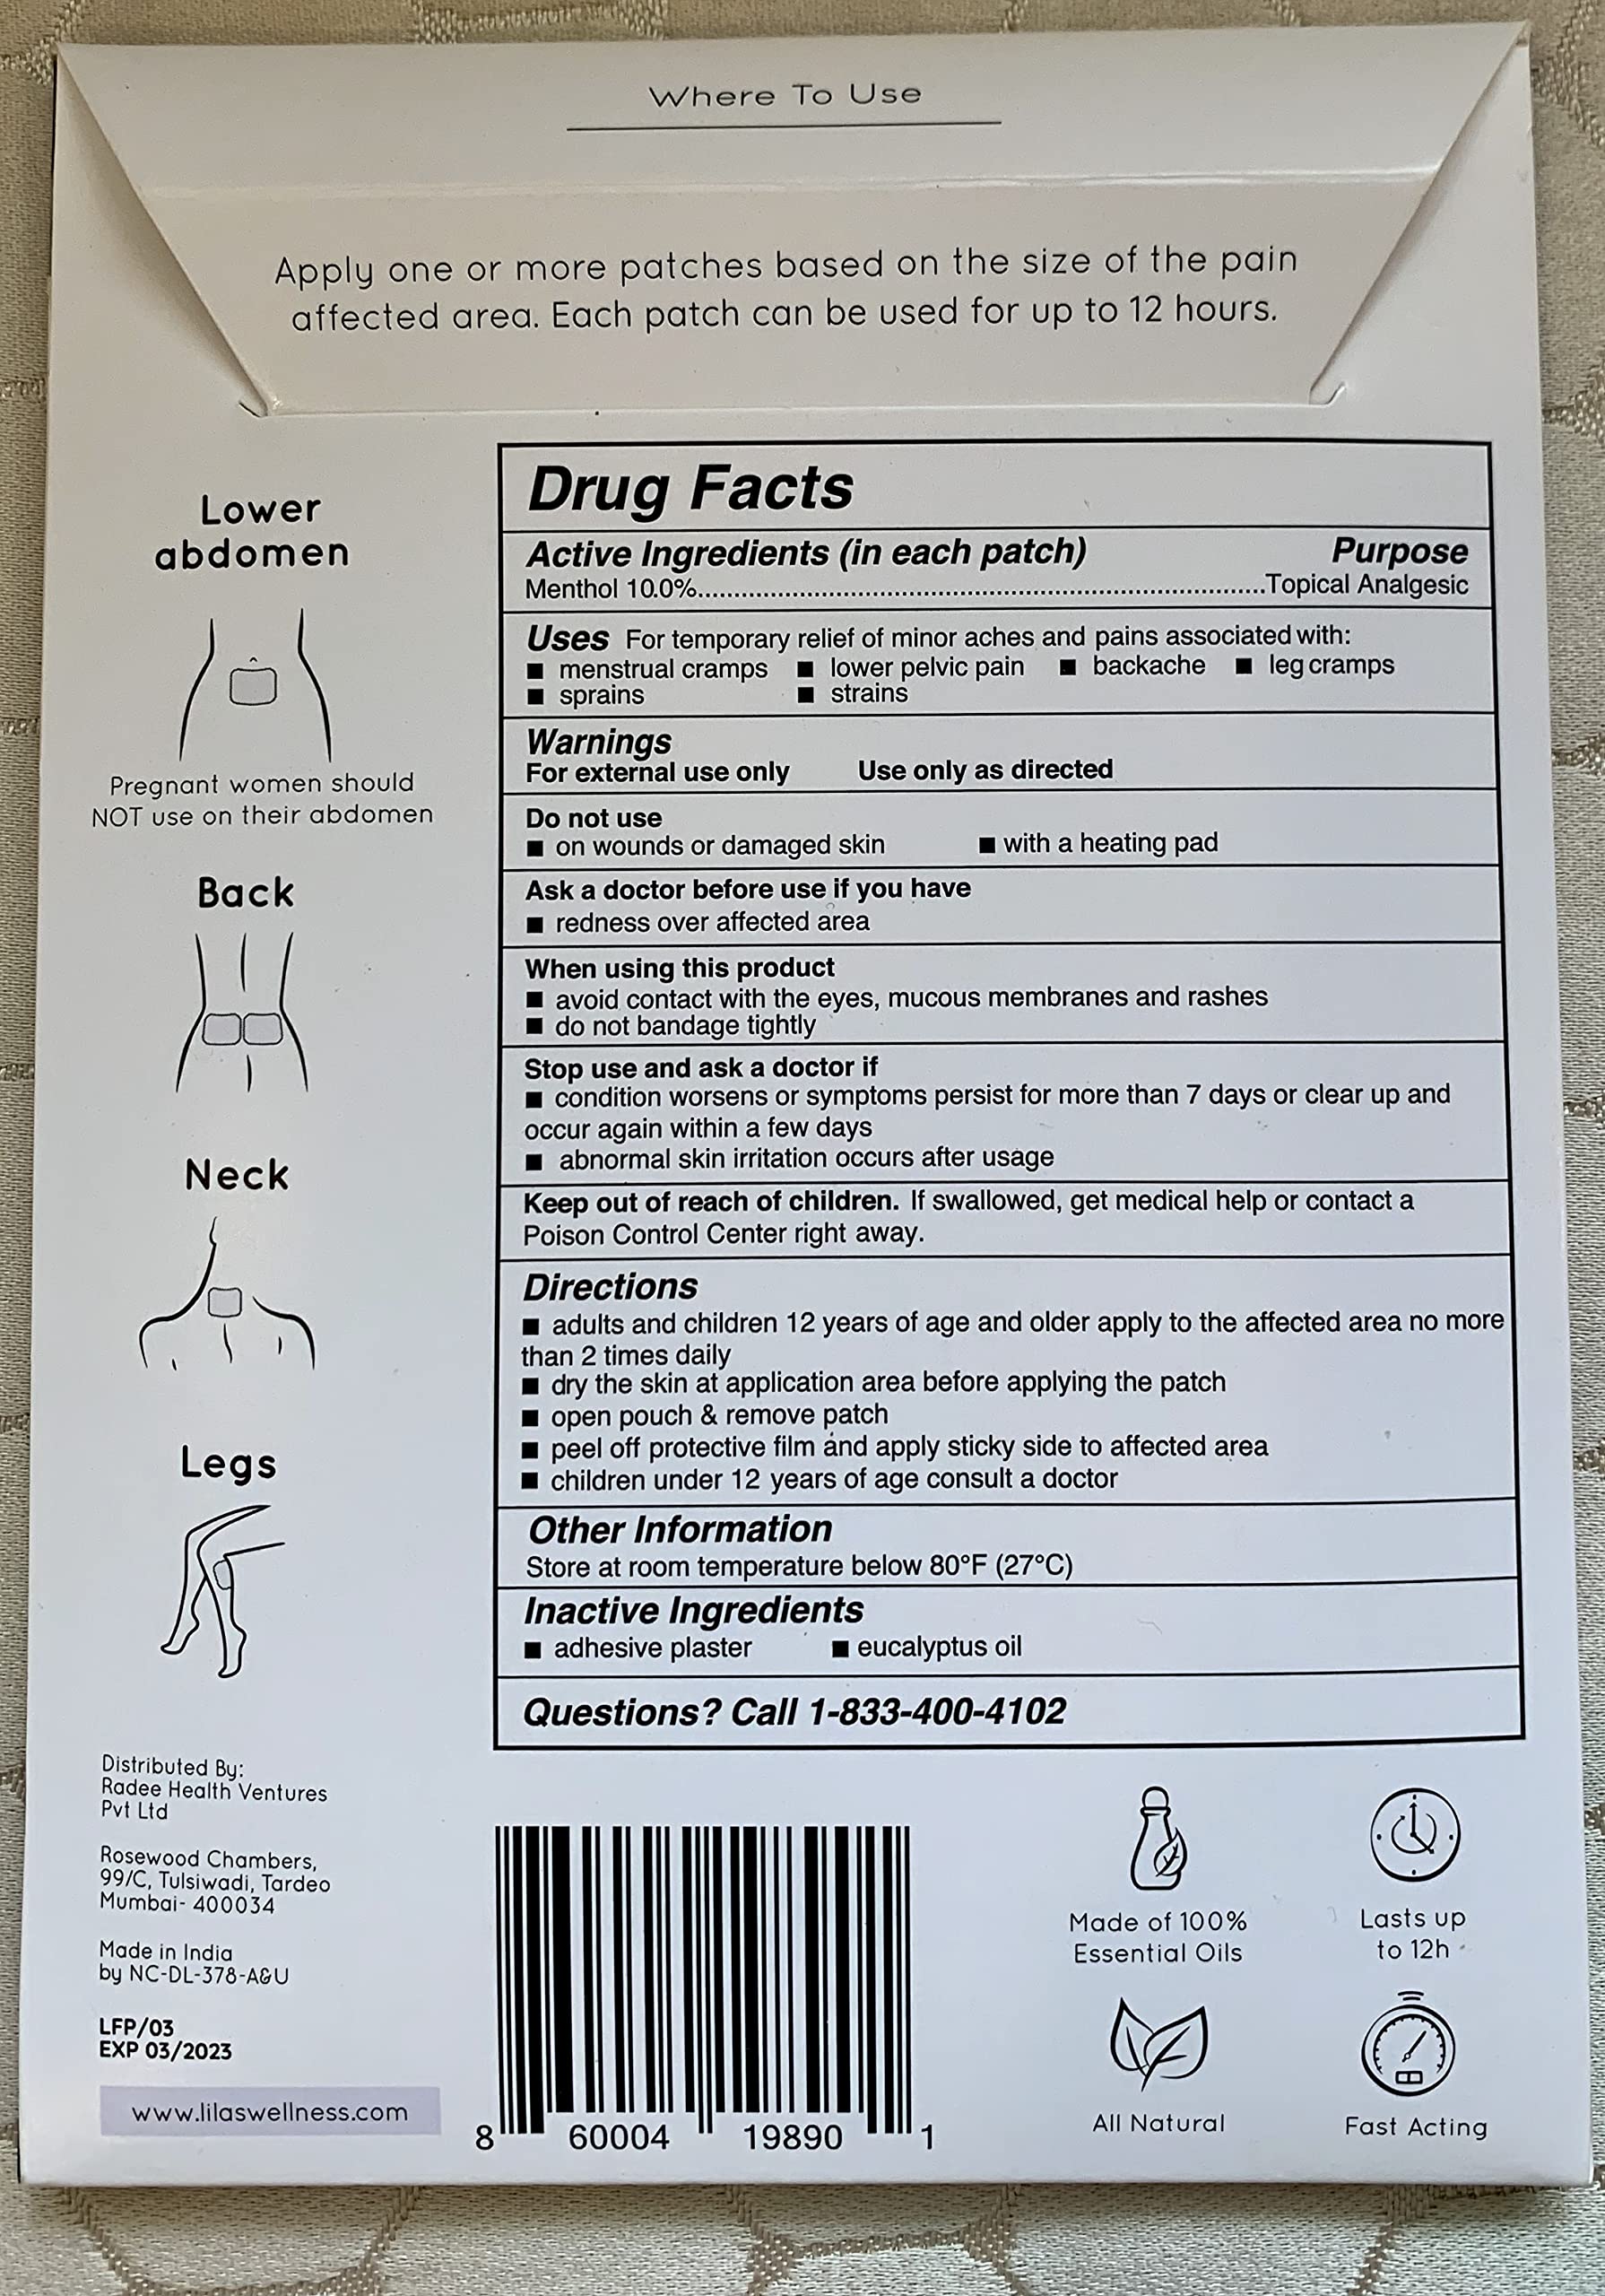 Where To Use
Apply one or more patches based on the size of the pain
affected area. Each patch can be used for up to 12 hours.
Lower
abdomen
Pregnant women should
NOT use on their abdomen
Back
Neck
Legs
Drug Facts
Active Ingredients (in each patch) Purpose
Menthol 10.0%..........................................................................Topical Analgesic
Uses For temporary relief of minor aches and pains associated with:
■ menstrual cramps ■ lower pelvic pain ■ backache ■ leg cramps
■ sprains ■ strains
Warnings
For external use only Use only as directed
Do not use
■ on wounds or damaged skin ■ with a heating pad
Ask a doctor before use if you have
■ redness over affected area
When using this product
■ avoid contact with the eyes, mucous membranes and rashes
■ do not bandage tightly
Stop use and ask a doctor if
■ condition worsens or symptoms persist for more than 7 days or clear up and
occur again within a few days
■ abnormal skin irritation occurs after usage
Keep out of reach of children. If swallowed, get medical help or contact a
Poison Control Center right away.
Directions
■ adults and children 12 years of age and older apply to the affected area no more
than 2 times daily
■ dry the skin at application area before applying the patch
■ open pouch & remove patch
■ peel off protective film and apply sticky side to affected area
■ children under 12 years of age consult a doctor
Other Information
Store at room temperature below 80°F (27°C)
Inactive Ingredients
■ adhesive plaster ■ eucalyptus oil
Questions? Call 1-833-400-4102
Distributed By:
Radee Health Ventures
Pvt Ltd
Rosewood Chambers,
99/C, Tulsiwadi, Tardeo
Mumbai- 400034
Made in India
by NC-DL-378-A&U
LFP/03
EXP 03/2023
www.lilaswellness.com
8 60004 19890 1
Made of 100%
Essential Oils
Lasts up
to 12h
All Natural
Fast Acting